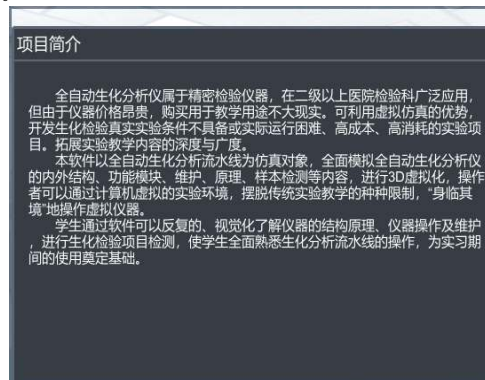 项目简介
全自动生化分析仪属于精密检验仪器，在二级以上医院检验科广泛应用，
但由于仪器价格昂贵，购买用于教学用途不大现实。可利用虚拟仿真的优势，
开发生化检验真实实验条件不具备或实际运行困难、高成本、高消耗的实验项
目。拓展实验教学内容的深度与广度。
本软件以全自动生化分析流水线为仿真对象，全面模拟全自动生化分析仪
的内外结构、功能模块、维护、原理、样本检测等内容，进行3D虚拟化，操作
者可以通过计算机虚拟的实验环境，摆脱传统实验教学的种种限制，“身临其
境”地操作虚拟仪器。
学生通过软件可以反复的、视觉化了解仪器的结构原理、仪器操作及维护
，进行生化检验项目检测，使学生全面熟悉生化分析流水线的操作，为实习期
间的使用奠定基础。